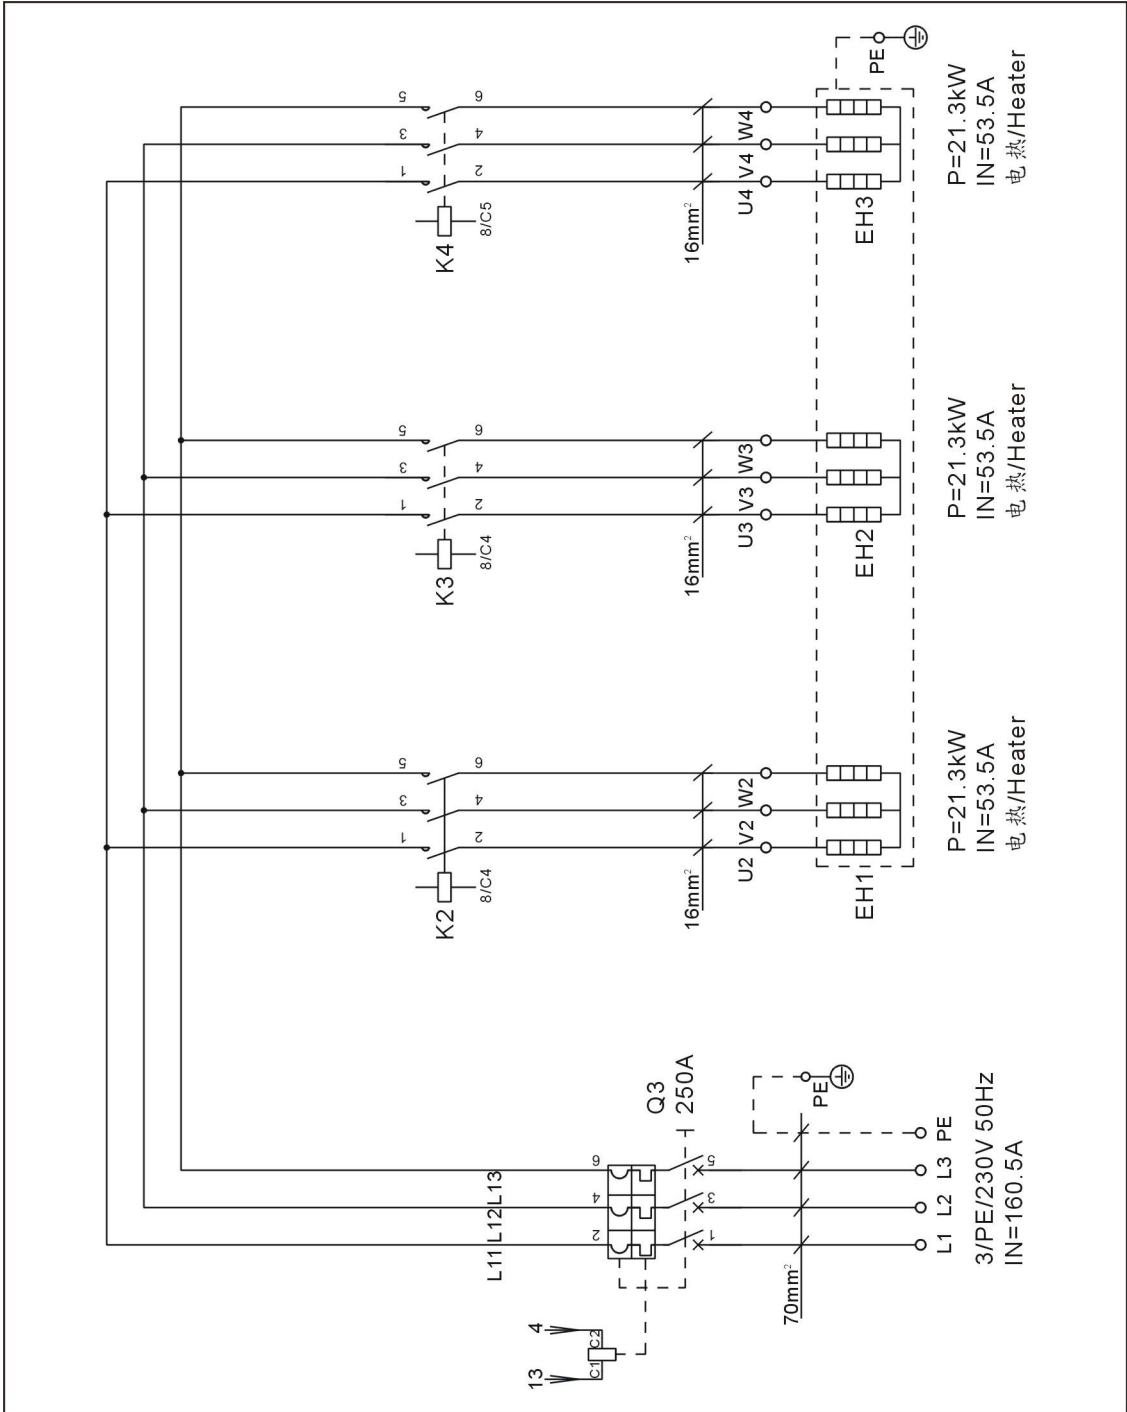 13
4
C1
C2
L11 L12 L13
2
4
6
1
3
5
Q3
250A
70mm²
PE
L1 L2 L3 PE
3/PE/230V 50Hz
IN=160.5A
1
3
5
2
4
6
K2
8/C4
16mm²
U2 V2 W2
EH1
P=21.3kW
IN=53.5A
电热/Heater
1
3
5
2
4
6
K3
8/C4
16mm²
U3 V3 W3
EH2
P=21.3kW
IN=53.5A
电热/Heater
1
3
5
2
4
6
K4
8/C5
16mm²
U4 V4 W4
EH3
PE
P=21.3kW
IN=53.5A
电热/Heater